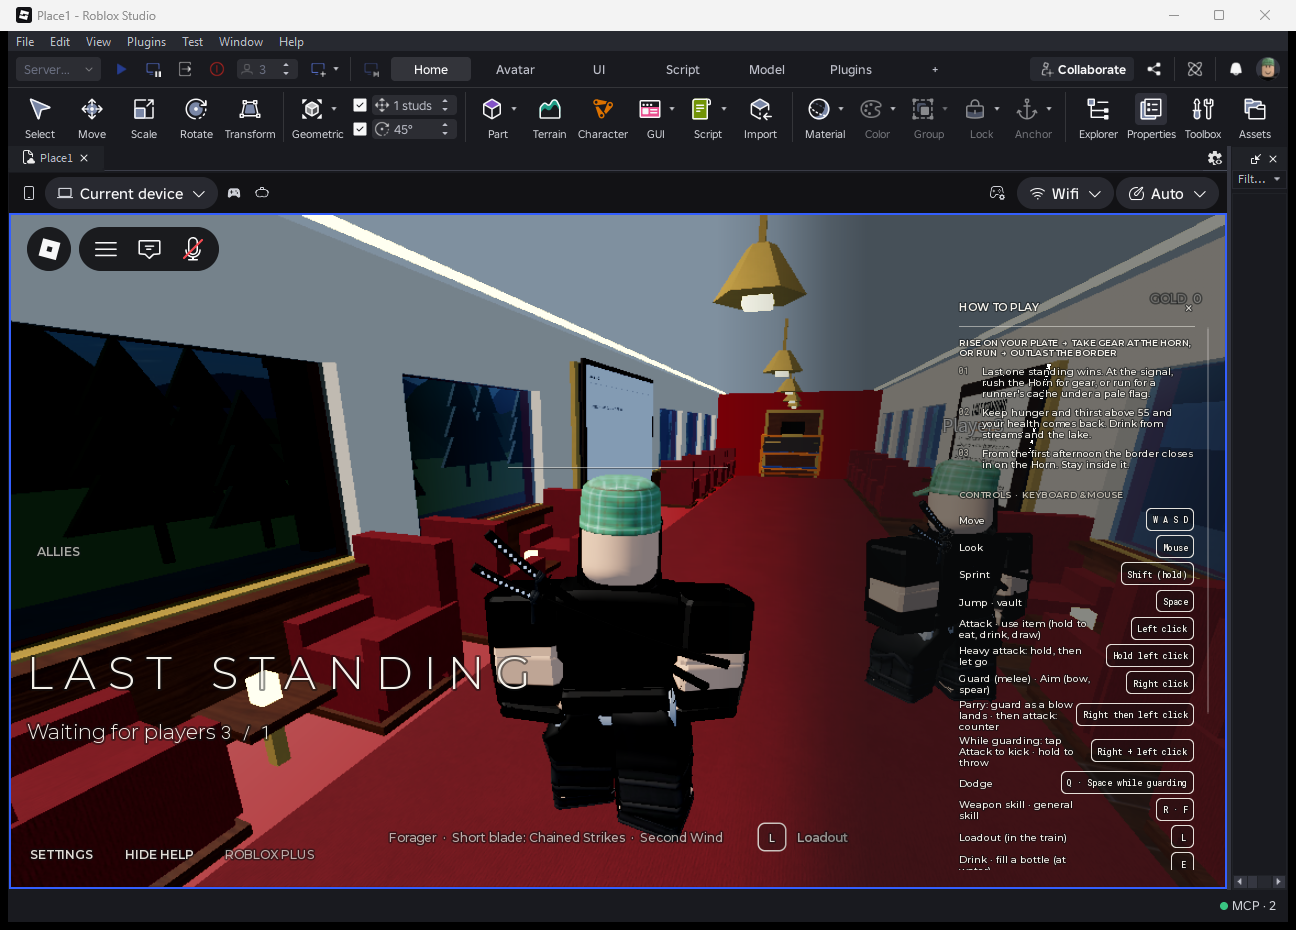 Place1 - Roblox Studio
File Edit View Plugins Test Window Help
Server... 3 Home Avatar UI Script Model Plugins + Collaborate
1 studs
45°
Select Move Scale Rotate Transform Geometric Part Terrain Character GUI Script Import Material Color Group Lock Anchor Explorer Properties Toolbox Assets
Place1
Filt...
Current device Wifi Auto
GOLD 0
HOW TO PLAY
RISE ON YOUR PLATE → TAKE GEAR AT THE HORN,
OR RUN → OUTLAST THE BORDER
01 Last one standing wins. At the signal,
rush the Horn for gear, or run for a
runner's cache under a pale flag.
02 Keep hunger and thirst above 55 and
your health comes back. Drink from
streams and the lake.
03 From the first afternoon the border closes
in on the Horn. Stay inside it.
CONTROLS · KEYBOARD & MOUSE
Move W A S D
Look Mouse
Sprint Shift (hold)
Jump · vault Space
Attack · use item (hold to
eat, drink, draw) Left click
Heavy attack: hold, then
let go Hold left click
Guard (melee) · Aim (bow,
spear) Right click
Parry: guard as a blow
lands · then attack:
counter Right then left click
While guarding: tap
Attack to kick · hold to
throw Right + left click
Dodge Q · Space while guarding
Weapon skill · general
skill R · F
Loadout (in the train) L
Drink · fill a bottle (at
water) E
ALLIES
LAST STANDING
Waiting for players 3 / 1
Forager · Short blade: Chained Strikes · Second Wind L Loadout
SETTINGS HIDE HELP ROBLOX PLUS
MCP · 2